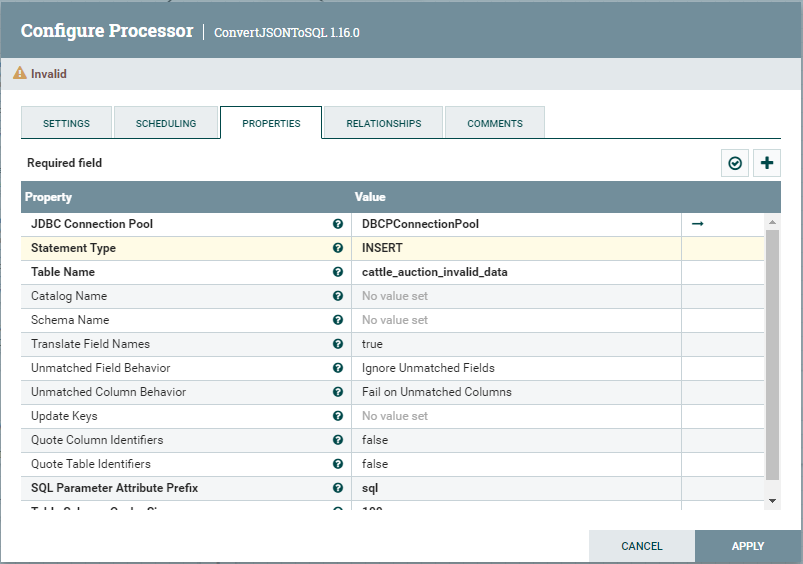 Configure Processor | ConvertJSONToSQL 1.16.0
Invalid
SETTINGS SCHEDULING PROPERTIES RELATIONSHIPS COMMENTS
Required field
Property Value
JDBC Connection Pool DBCPConnectionPool
Statement Type INSERT
Table Name cattle_auction_invalid_data
Catalog Name No value set
Schema Name No value set
Translate Field Names true
Unmatched Field Behavior Ignore Unmatched Fields
Unmatched Column Behavior Fail on Unmatched Columns
Update Keys No value set
Quote Column Identifiers false
Quote Table Identifiers false
SQL Parameter Attribute Prefix sql
CANCEL APPLY